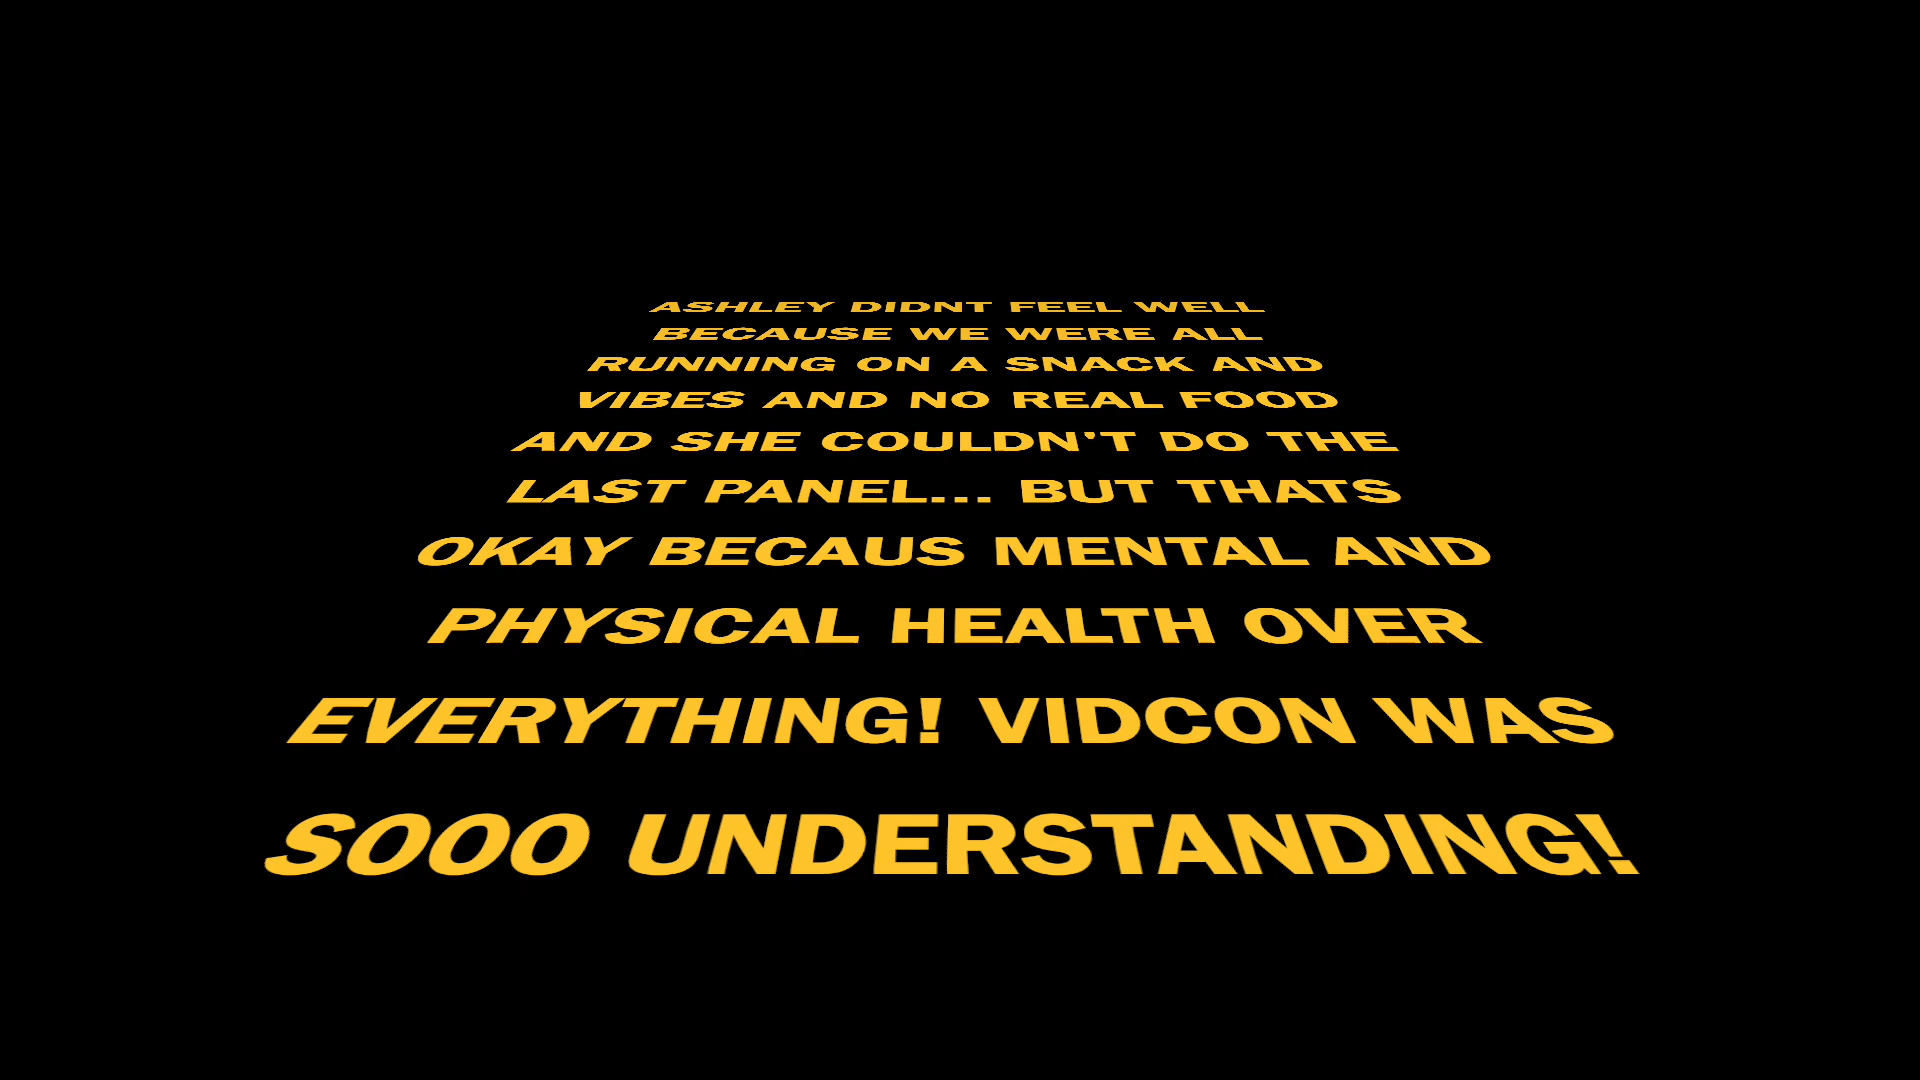 ASHLEY DIDNT FEEL WELL
BECAUSE WE WERE ALL
RUNNING ON A SNACK AND
VIBES AND NO REAL FOOD
AND SHE COULDN'T DO THE
LAST PANEL... BUT THATS
OKAY BECAUS MENTAL AND
PHYSICAL HEALTH OVER
EVERYTHING! VIDCON WAS
SOOO UNDERSTANDING!